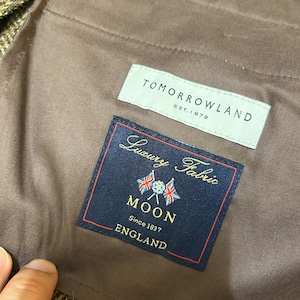 TOMORROWLAND
EST. 1978
Luxury Fabric
MOON
Since 1837
ENGLAND